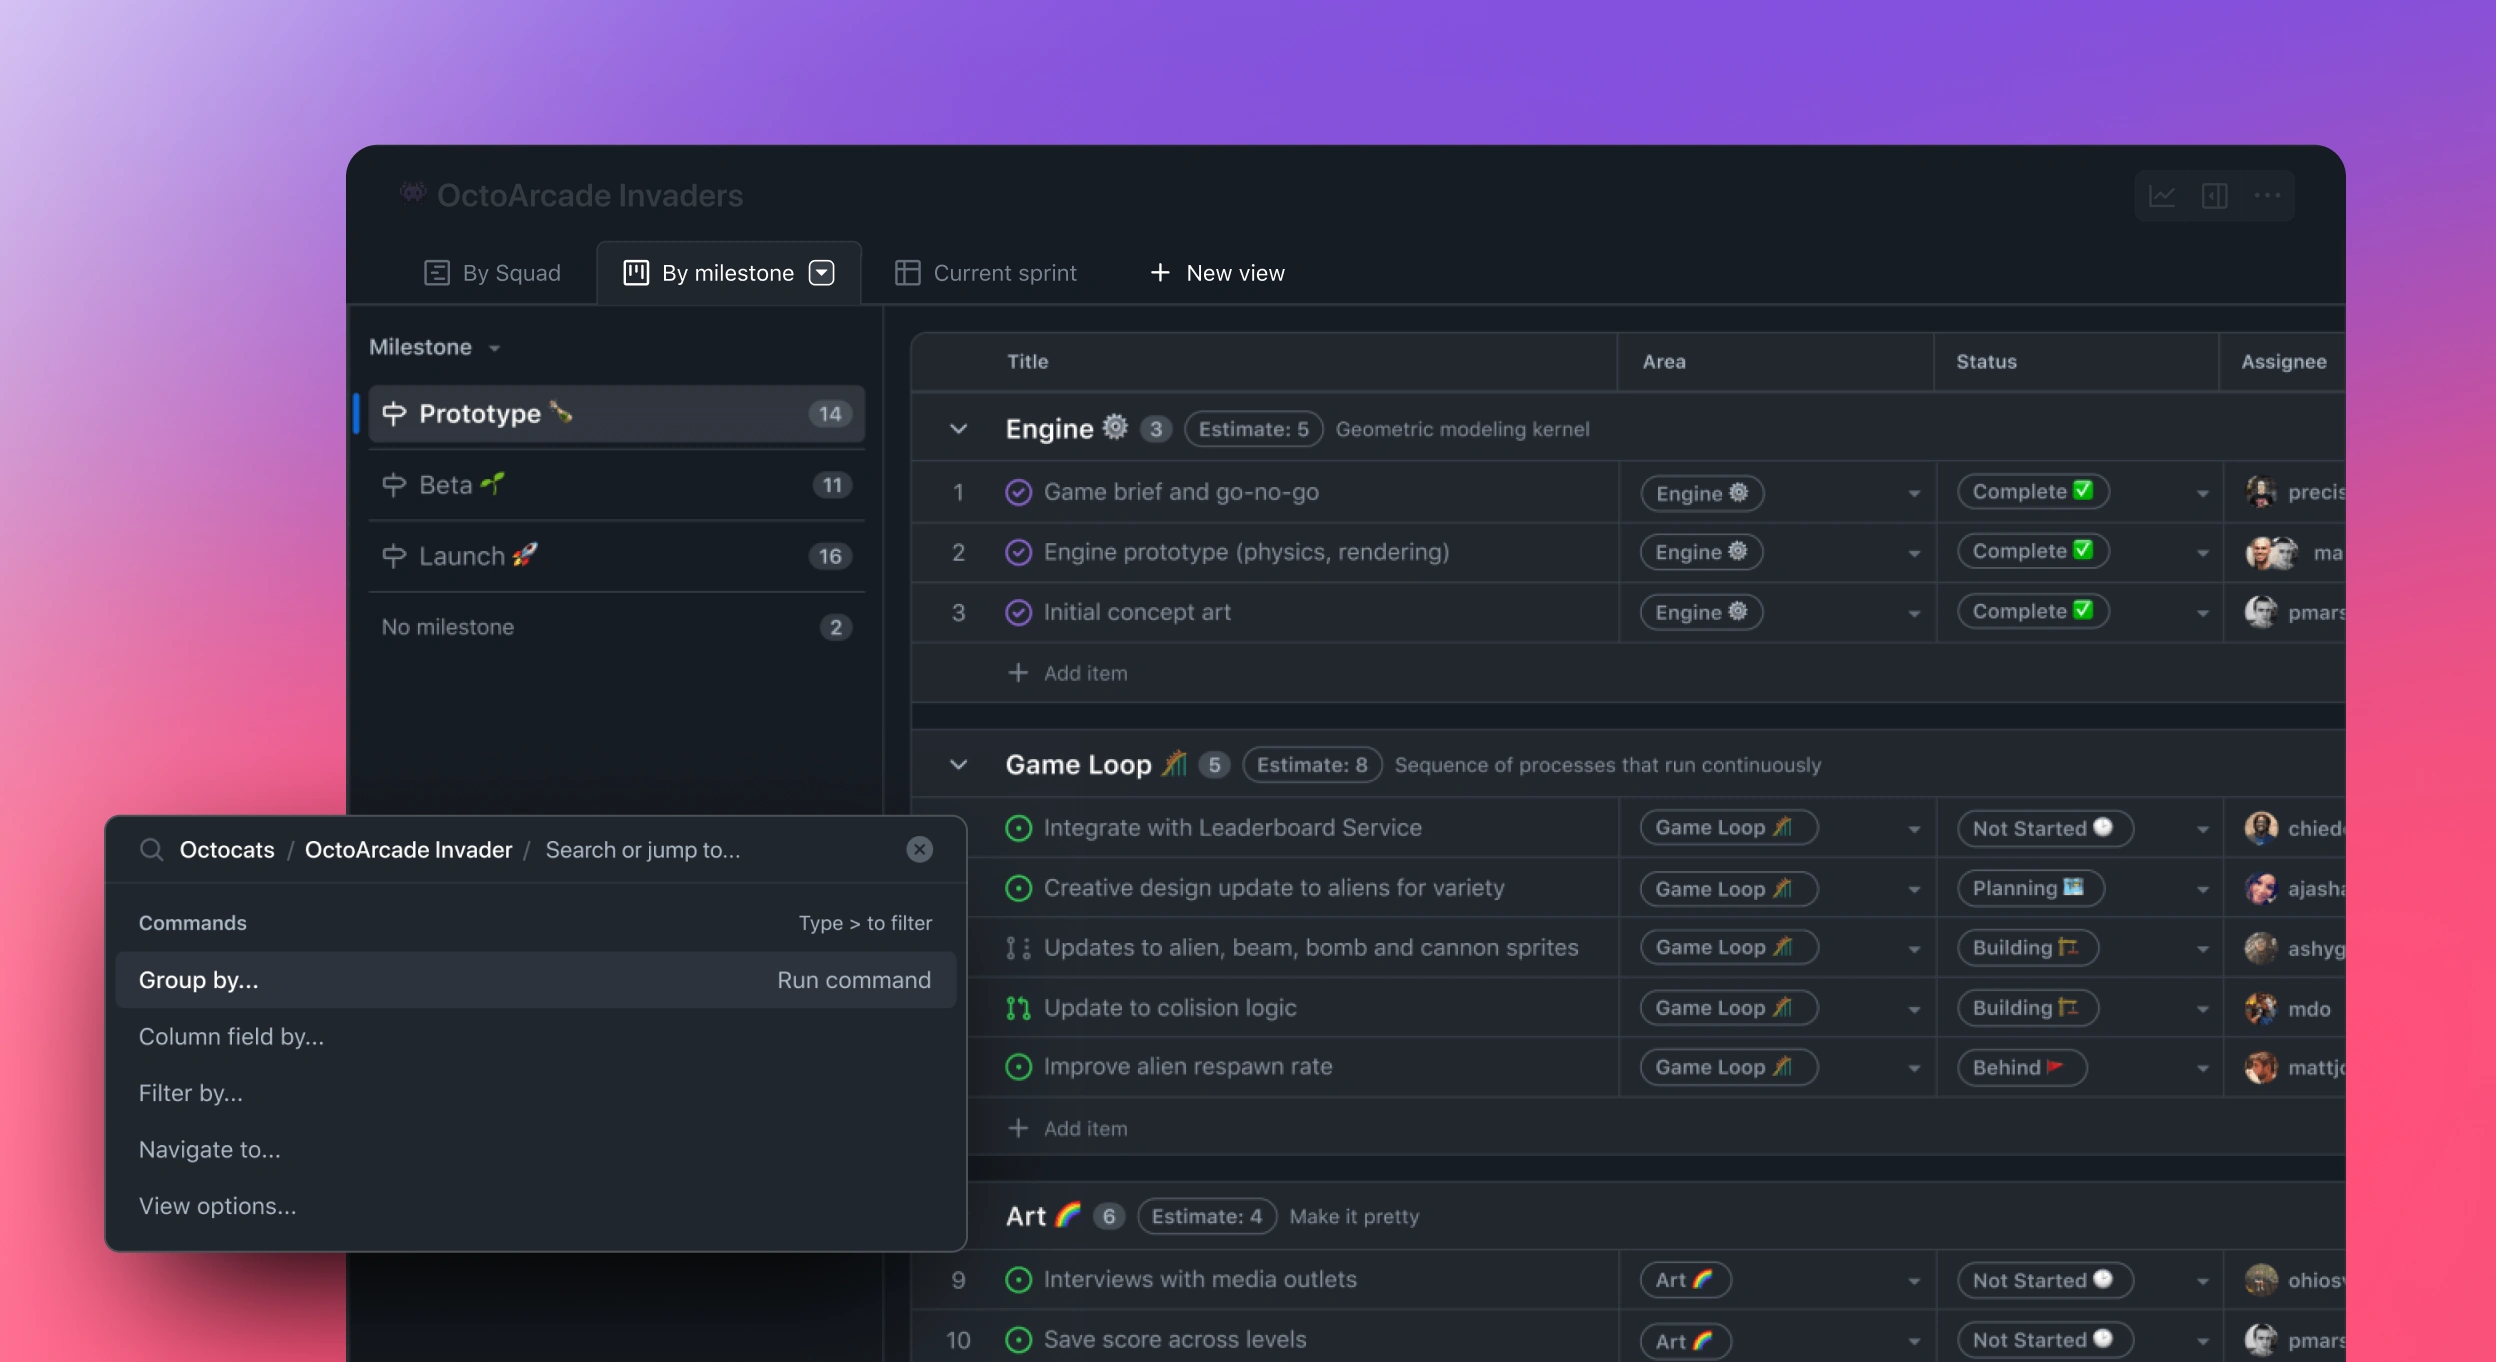 OctoArcade Invaders
By Squad By milestone Current sprint + New view
Milestone
Prototype 14
Beta 11
Launch 16
No milestone 2
Title Area Status Assignee
Engine 3 Estimate: 5 Geometric modeling kernel
1 Game brief and go-no-go Engine Complete precis
2 Engine prototype (physics, rendering) Engine Complete ma
3 Initial concept art Engine Complete pmars
+ Add item
Game Loop 5 Estimate: 8 Sequence of processes that run continuously
Integrate with Leaderboard Service Game Loop Not Started chied
Creative design update to aliens for variety Game Loop Planning ajasha
Updates to alien, beam, bomb and cannon sprites Game Loop Building ashyg
Update to colision logic Game Loop Building mdo
Improve alien respawn rate Game Loop Behind mattj
+ Add item
Art 6 Estimate: 4 Make it pretty
9 Interviews with media outlets Art Not Started ohios
10 Save score across levels Art Not Started pmars
Octocats / OctoArcade Invader / Search or jump to...
Commands Type > to filter
Group by... Run command
Column field by...
Filter by...
Navigate to...
View options...